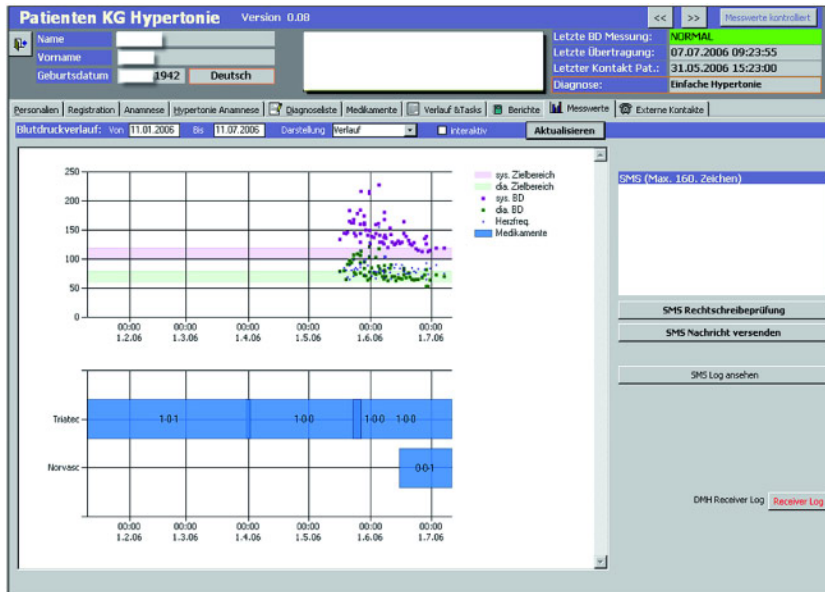 Patienten KG Hypertonie Version 0.08
<< >> Messwerte kontrolliert
Name
Vorname
Geburtsdatum 1942 Deutsch
Letzte BD Messung: NORMAL
Letzte Übertragung: 07.07.2006 09:23:55
Letzter Kontakt Pat.: 31.05.2006 15:23:00
Diagnose: Einfache Hypertonie
Personalien Registration Anamnese Hypertonie Anamnese Diagnoseliste Medikamente Verlauf &Tasks Berichte Messwerte Externe Kontakte
Blutdruckverlauf: Von 11.01.2006 Bis 11.07.2006 Darstellung Verlauf interaktiv Aktualisieren
250
200
150
100
50
0
00:00 00:00 00:00 00:00 00:00 00:00
1.2.06 1.3.06 1.4.06 1.5.06 1.6.06 1.7.06
sys. Zielbereich
dia. Zielbereich
sys. BD
dia. BD
Herzfreq.
Medikamente
Triatec 1-0-1 1-0-0 1-0-0 1-0-0
Norvasc 0-0-1
00:00 00:00 00:00 00:00 00:00 00:00
1.2.06 1.3.06 1.4.06 1.5.06 1.6.06 1.7.06
SMS (Max. 160. Zeichen)
SMS Rechtschreibeprüfung
SMS Nachricht versenden
SMS Log ansehen
DMH Receiver Log Receiver Log